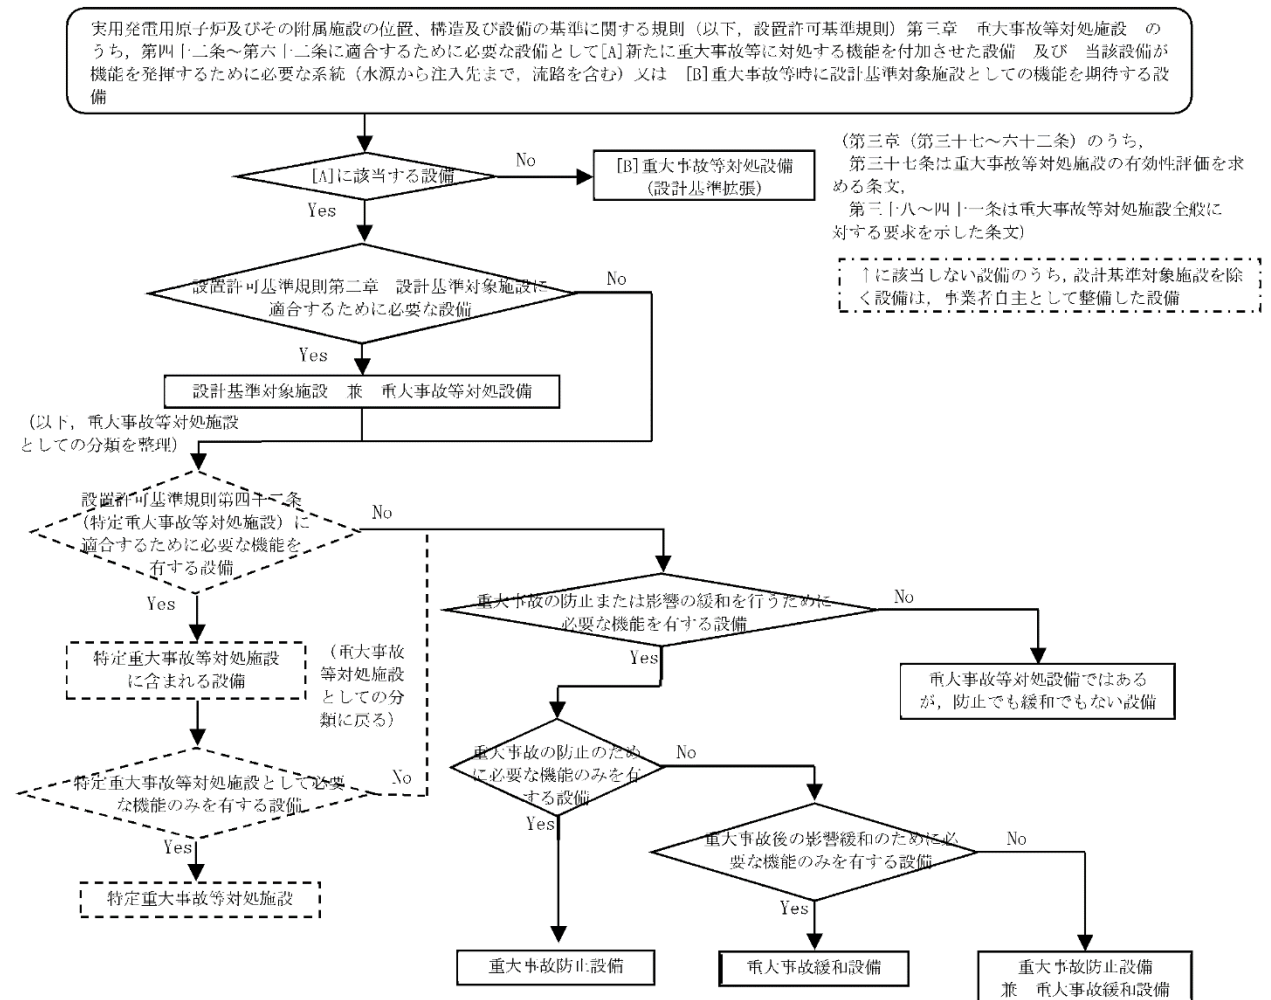 実用発電用原子炉及びその附属施設の位置、構造及び設備の基準に関する規則（以下，設置許可基準規則）第三章　重大事故等対処施設　の
うち，第四十二条～第六十二条に適合するために必要な設備として[A]新たに重大事故等に対処する機能を付加させた設備　及び　当該設備が
機能を発揮するために必要な系統（水源から注入先まで，流路を含む）又は　[B]重大事故等時に設計基準対象施設としての機能を期待する設
備
[A]に該当する設備
No
Yes
[B]重大事故等対処設備
（設計基準拡張）
（第三章（第三十七～六十二条）のうち，
第三十七条は重大事故等対処施設の有効性評価を求
める条文，
第三十八～四十一条は重大事故等対処施設全般に
対する要求を示した条文）
↑に該当しない設備のうち，設計基準対象施設を除
く設備は，事業者自主として整備した設備
設置許可基準規則第二章　設計基準対象施設に
適合するために必要な設備
No
Yes
設計基準対象施設　兼　重大事故等対処設備
（以下，重大事故等対処施設
としての分類を整理）
設置許可基準規則第四十二条
（特定重大事故等対処施設）に
適合するために必要な機能を
有する設備
No
Yes
特定重大事故等対処施設
に含まれる設備
（重大事故
等対処施設
としての分
類に戻る）
特定重大事故等対処施設として必要
な機能のみを有する設備
No
Yes
特定重大事故等対処施設
重大事故の防止または影響の緩和を行うために
必要な機能を有する設備
No
Yes
重大事故等対処設備ではある
が，防止でも緩和でもない設備
重大事故の防止のため
に必要な機能のみを有
する設備
No
Yes
重大事故後の影響緩和のために必
要な機能のみを有する設備
No
Yes
重大事故防止設備
重大事故緩和設備
重大事故防止設備
兼　重大事故緩和設備